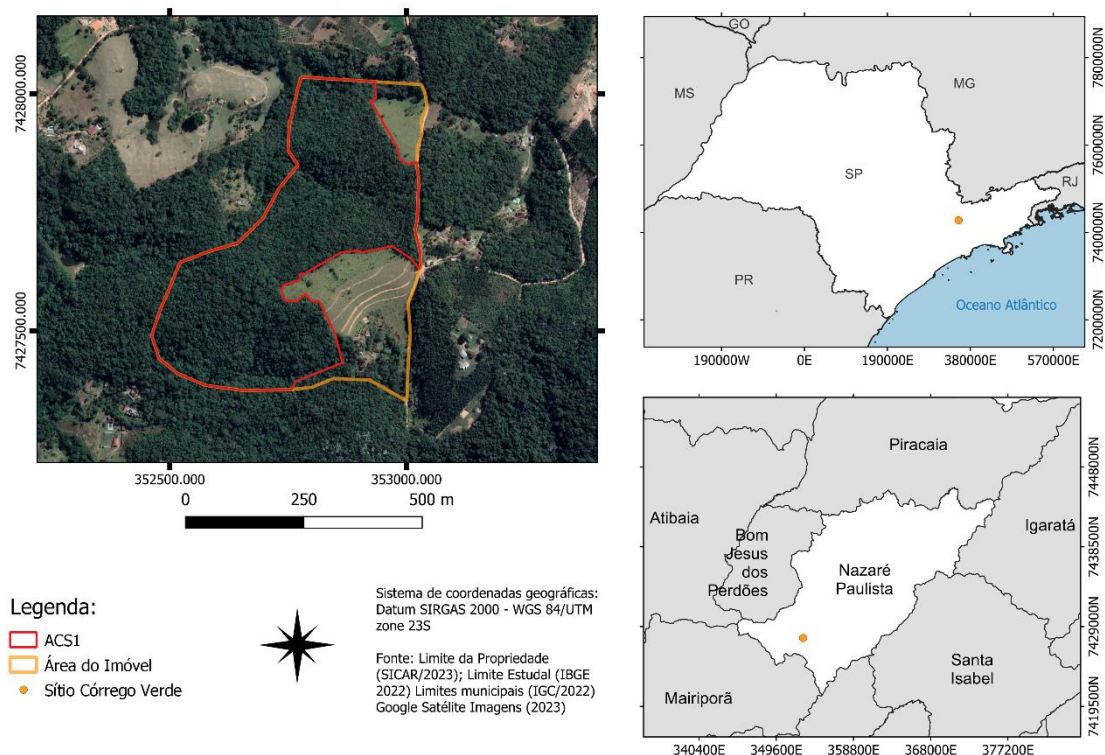 7428000.000
7427500.000
352500.000
353000.000
0
250
500 m
Legenda:
ACS1
Área do Imóvel
Sítio Córrego Verde
Sistema de coordenadas geográficas:
Datum SIRGAS 2000 - WGS 84/UTM
zone 23S
Fonte: Limite da Propriedade
(SICAR/2023); Limite Estudal (IBGE
2022) Limites municipais (IGC/2022)
Google Satélite Imagens (2023)
GO
MS
MG
SP
RJ
PR
Oceano Atlântico
7800000N
7600000N
7400000N
7200000N
190000W
0E
190000E
380000E
570000E
Piracaia
Atibaia
Igaratá
Bom
Jesus
dos
Perdões
Nazaré
Paulista
Santa
Isabel
Mairiporã
7448000N
7438500N
7429000N
7419500N
340400E
349600E
358800E
368000E
377200E